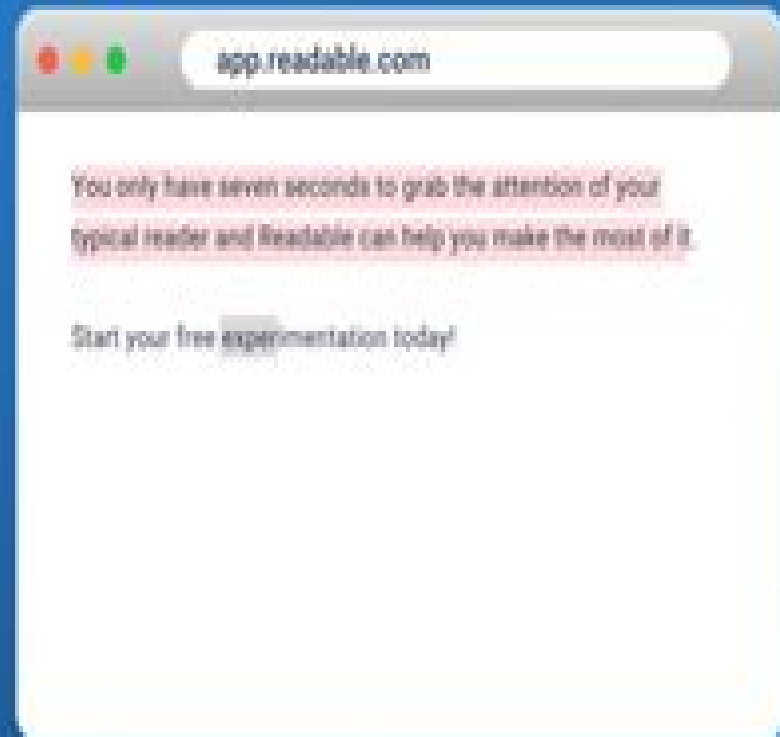 app.readable.com
You only have seven seconds to grab the attention of your
typical reader and Readable can help you make the most of it.
Start your free experimentation today!